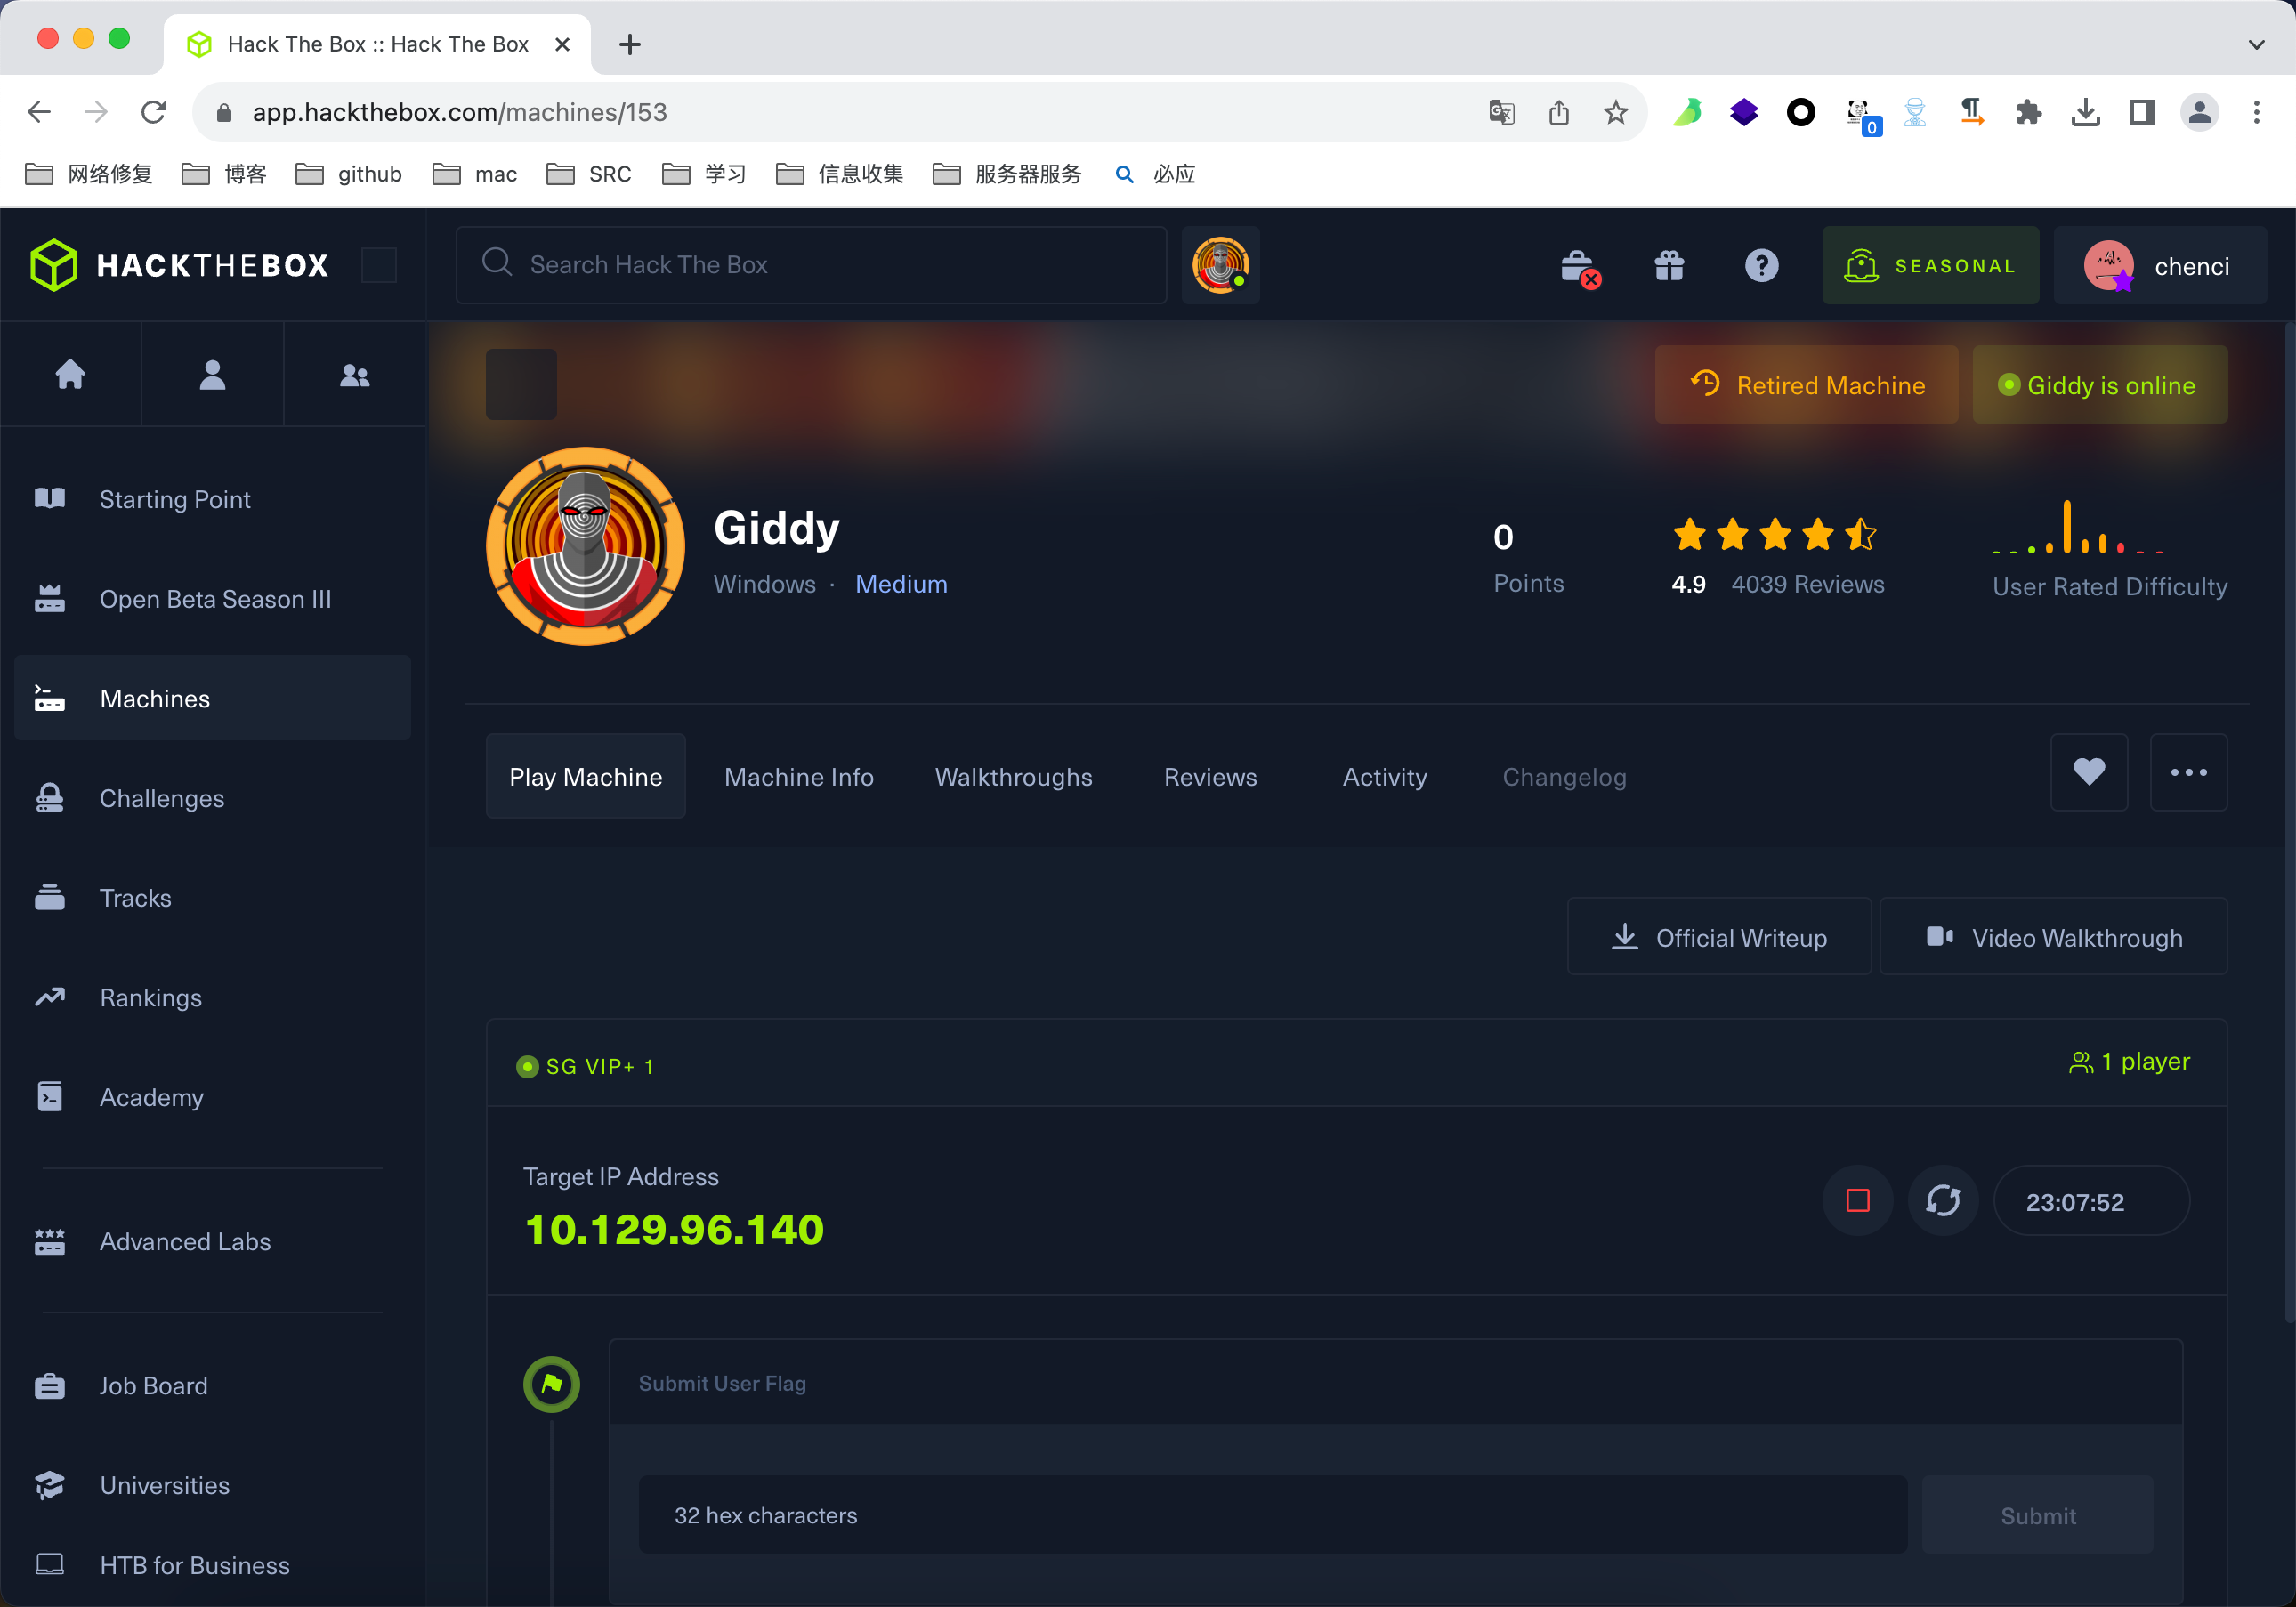 Hack The Box :: Hack The Box
app.hackthebox.com/machines/153
0
网络修复 博客 github mac SRC 学习 信息收集 服务器服务 必应
HACKTHEBOX
Search Hack The Box
SEASONAL
chenci
Retired Machine
Giddy is online
Starting Point
Open Beta Season III
Machines
Challenges
Tracks
Rankings
Academy
Advanced Labs
Job Board
Universities
HTB for Business
Giddy
Windows · Medium
0
Points
4.9 4039 Reviews
User Rated Difficulty
Play Machine Machine Info Walkthroughs Reviews Activity Changelog
Official Writeup Video Walkthrough
SG VIP+ 1
1 player
Target IP Address
10.129.96.140
23:07:52
Submit User Flag
32 hex characters
Submit